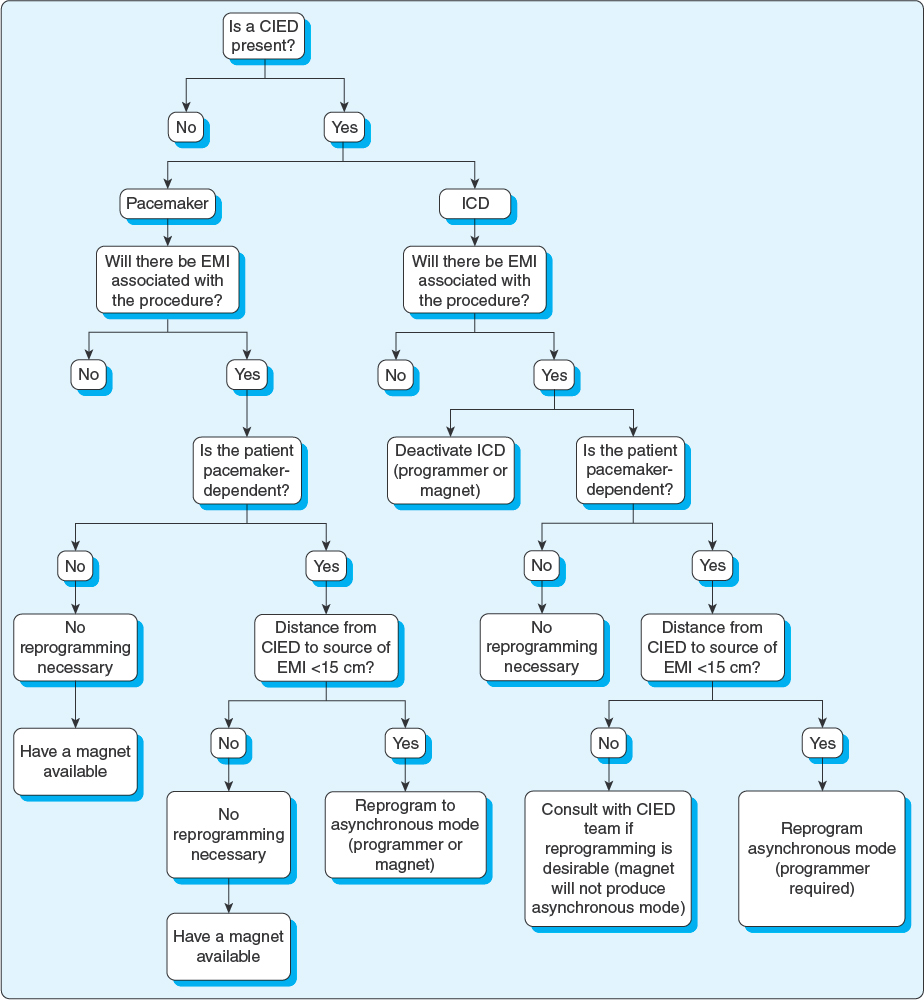 Is a CIED
present?
No
Yes
Pacemaker
ICD
Will there be EMI
associated with
the procedure?
Will there be EMI
associated with
the procedure?
No
Yes
No
Yes
Is the patient
pacemaker-
dependent?
Deactivate ICD
(programmer or
magnet)
Is the patient
pacemaker-
dependent?
No
Yes
No
Yes
No
reprogramming
necessary
Distance from
CIED to source of
EMI <15 cm?
No
reprogramming
necessary
Distance from
CIED to source of
EMI <15 cm?
Have a magnet
available
No
Yes
No
Yes
No
reprogramming
necessary
Reprogram to
asynchronous mode
(programmer or
magnet)
Consult with CIED
team if
reprogramming is
desirable (magnet
will not produce
asynchronous mode)
Reprogram
asynchronous mode
(programmer
required)
Have a magnet
available